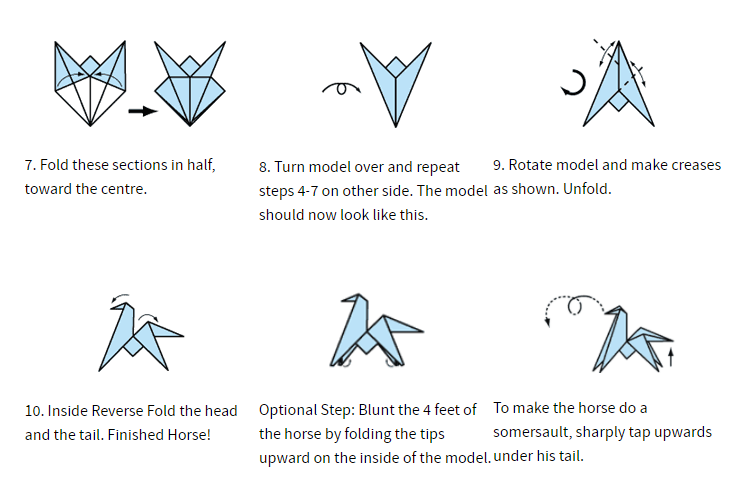 7. Fold these sections in half,
toward the centre.
8. Turn model over and repeat
steps 4-7 on other side. The model
should now look like this.
9. Rotate model and make creases
as shown. Unfold.
10. Inside Reverse Fold the head
and the tail. Finished Horse!
Optional Step: Blunt the 4 feet of
the horse by folding the tips
upward on the inside of the model.
To make the horse do a
somersault, sharply tap upwards
under his tail.